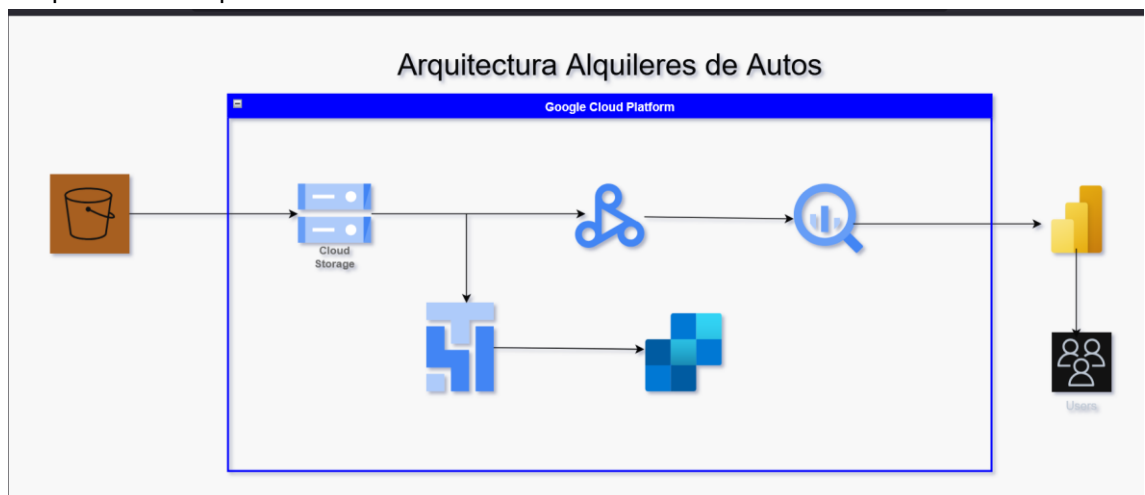 Arquitectura Alquileres de Autos
Google Cloud Platform
Cloud
Storage
Users